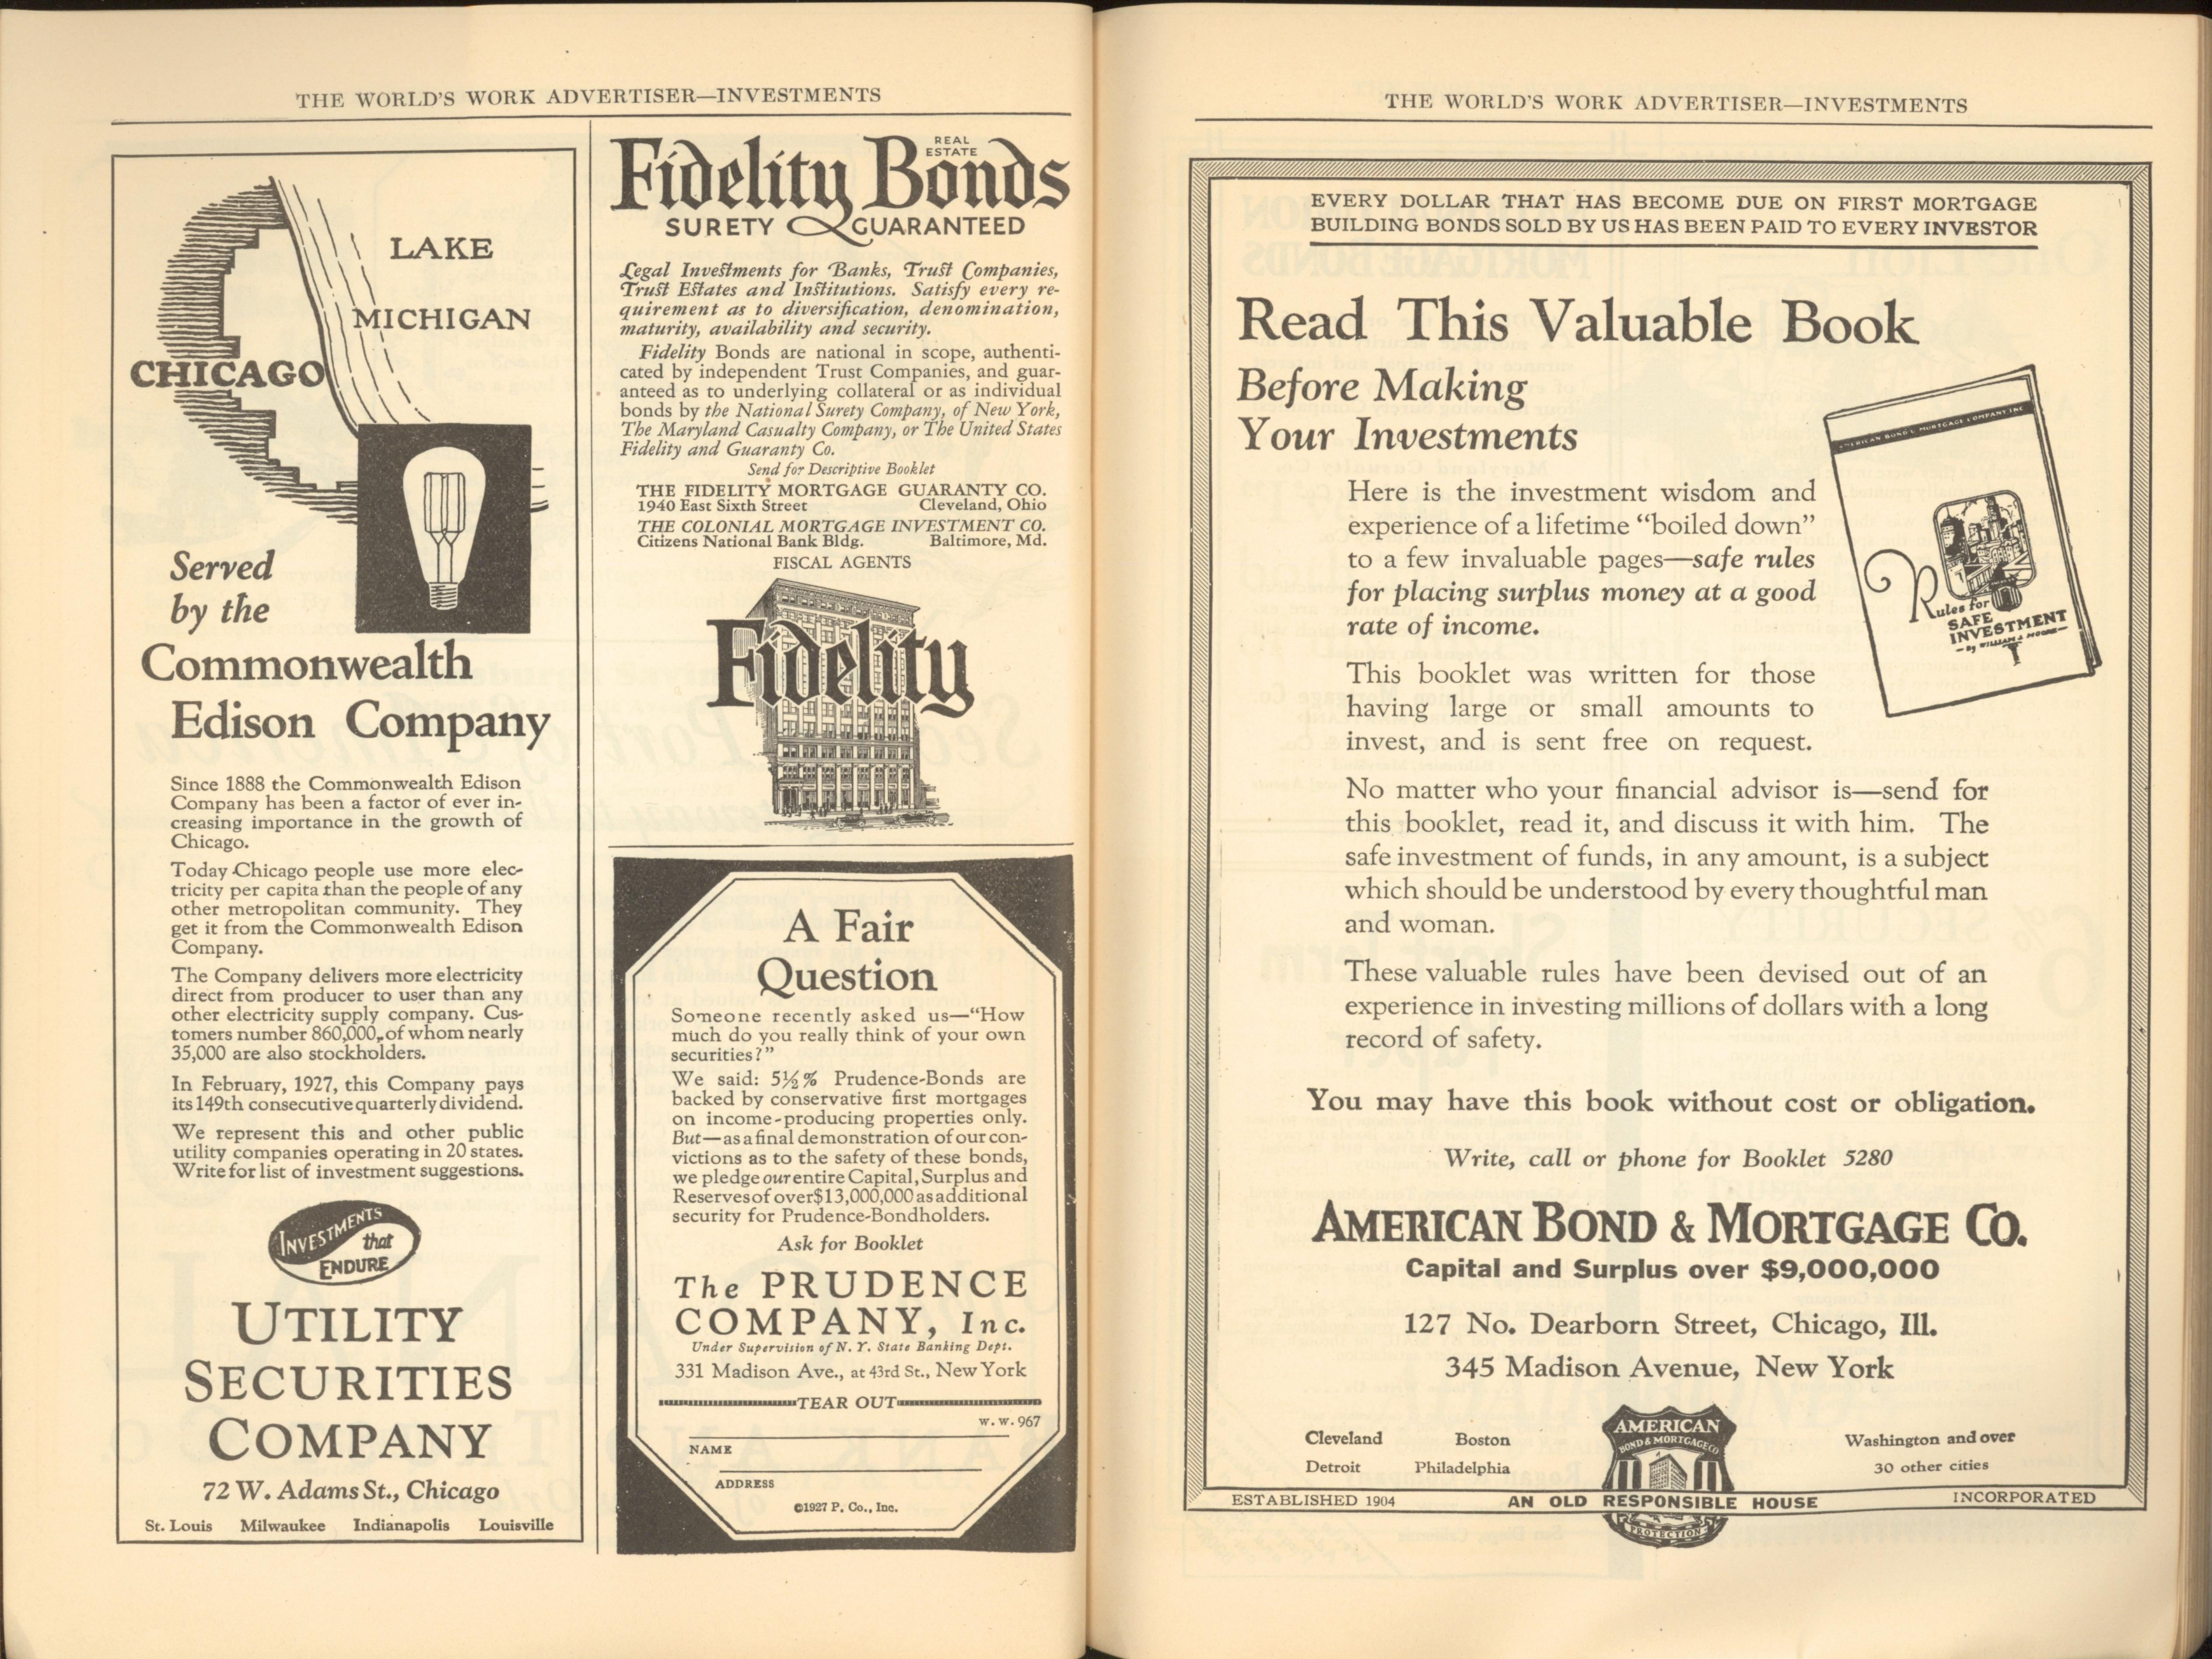 THE WORLD'S WORK ADVERTISER—INVESTMENTS
LAKE
MICHIGAN
CHICAGO
Served
by the
Commonwealth
Edison Company
Since 1888 the Commonwealth Edison
Company has been a factor of ever in-
creasing importance in the growth of
Chicago.
Today Chicago people use more elec-
tricity per capita than the people of any
other metropolitan community. They
get it from the Commonwealth Edison
Company.
The Company delivers more electricity
direct from producer to user than any
other electricity supply company. Cus-
tomers number 860,000, of whom nearly
35,000 are also stockholders.
In February, 1927, this Company pays
its 149th consecutive quarterly dividend.
We represent this and other public
utility companies operating in 20 states.
Write for list of investment suggestions.
INVESTMENTS
that
ENDURE
UTILITY
SECURITIES
COMPANY
72 W. Adams St., Chicago
St. Louis Milwaukee Indianapolis Louisville
REAL
ESTATE
Fidelity Bonds
SURETY GUARANTEED
Legal Investments for Banks, Trust Companies,
Trust Estates and Institutions. Satisfy every re-
quirement as to diversification, denomination,
maturity, availability and security.
Fidelity Bonds are national in scope, authenti-
cated by independent Trust Companies, and guar-
anteed as to underlying collateral or as individual
bonds by the National Surety Company, of New York,
The Maryland Casualty Company, or The United States
Fidelity and Guaranty Co.
Send for Descriptive Booklet
THE FIDELITY MORTGAGE GUARANTY CO.
1940 East Sixth Street Cleveland, Ohio
THE COLONIAL MORTGAGE INVESTMENT CO.
Citizens National Bank Bldg. Baltimore, Md.
FISCAL AGENTS
Fidelity
A Fair
Question
Someone recently asked us—"How
much do you really think of your own
securities?"
We said: 5½% Prudence-Bonds are
backed by conservative first mortgages
on income-producing properties only.
But—as a final demonstration of our con-
victions as to the safety of these bonds,
we pledge our entire Capital, Surplus and
Reserves of over $13,000,000 as additional
security for Prudence-Bondholders.
Ask for Booklet
The PRUDENCE
COMPANY, Inc.
Under Supervision of N. Y. State Banking Dept.
331 Madison Ave., at 43rd St., New York
TEAR OUT
W. W. 967
NAME
ADDRESS
©1927 P. Co., Inc.
THE WORLD'S WORK ADVERTISER—INVESTMENTS
EVERY DOLLAR THAT HAS BECOME DUE ON FIRST MORTGAGE
BUILDING BONDS SOLD BY US HAS BEEN PAID TO EVERY INVESTOR
Read This Valuable Book
Before Making
Your Investments
AMERICAN BOND & MORTGAGE COMPANY INC
Rules for
SAFE
INVESTMENT
By WILLIAM J. MOORE
Here is the investment wisdom and
experience of a lifetime "boiled down"
to a few invaluable pages—safe rules
for placing surplus money at a good
rate of income.
This booklet was written for those
having large or small amounts to
invest, and is sent free on request.
No matter who your financial advisor is—send for
this booklet, read it, and discuss it with him. The
safe investment of funds, in any amount, is a subject
which should be understood by every thoughtful man
and woman.
These valuable rules have been devised out of an
experience in investing millions of dollars with a long
record of safety.
You may have this book without cost or obligation.
Write, call or phone for Booklet 5280
AMERICAN BOND & MORTGAGE CO.
Capital and Surplus over $9,000,000
127 No. Dearborn Street, Chicago, Ill.
345 Madison Avenue, New York
Cleveland Boston
Detroit Philadelphia
AMERICAN
BOND & MORTGAGE CO
Washington and over
30 other cities
ESTABLISHED 1904 AN OLD RESPONSIBLE HOUSE INCORPORATED
PROTECTION